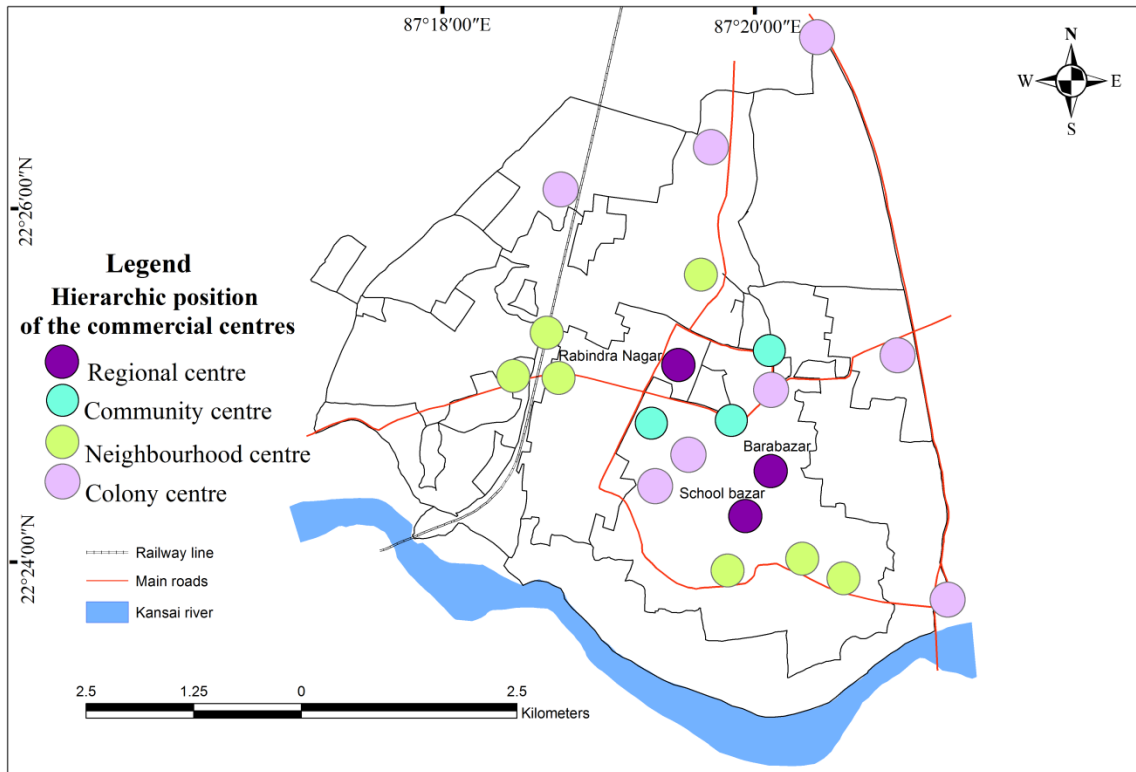 87°18′00″E
87°20′00″E
N
W
E
S
22°26′00″N
22°24′00″N
Legend
Hierarchic position
of the commercial centres
Regional centre
Community centre
Neighbourhood centre
Colony centre
Railway line
Main roads
Kansai river
Rabindra Nagar
Barabazar
School bazar
2.5 1.25 0 2.5
Kilometers